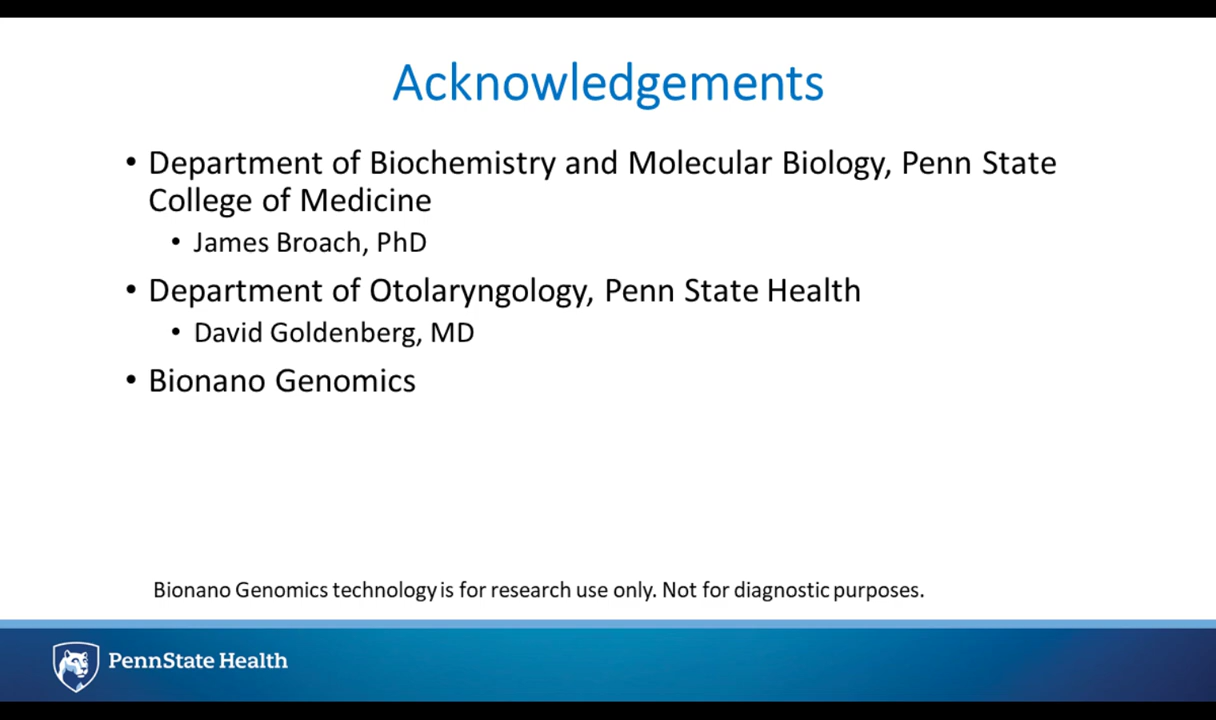 Acknowledgements
• Department of Biochemistry and Molecular Biology, Penn State
College of Medicine
• James Broach, PhD
• Department of Otolaryngology, Penn State Health
• David Goldenberg, MD
• Bionano Genomics
Bionano Genomics technology is for research use only. Not for diagnostic purposes.
PennState Health